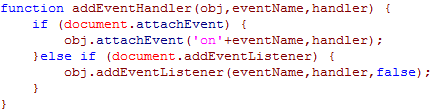 function addEventHandler(obj,eventName,handler) {
    if (document.attachEvent) {
        obj.attachEvent('on'+eventName,handler);
    }else if (document.addEventListener) {
        obj.addEventListener(eventName,handler,false);
    }
}